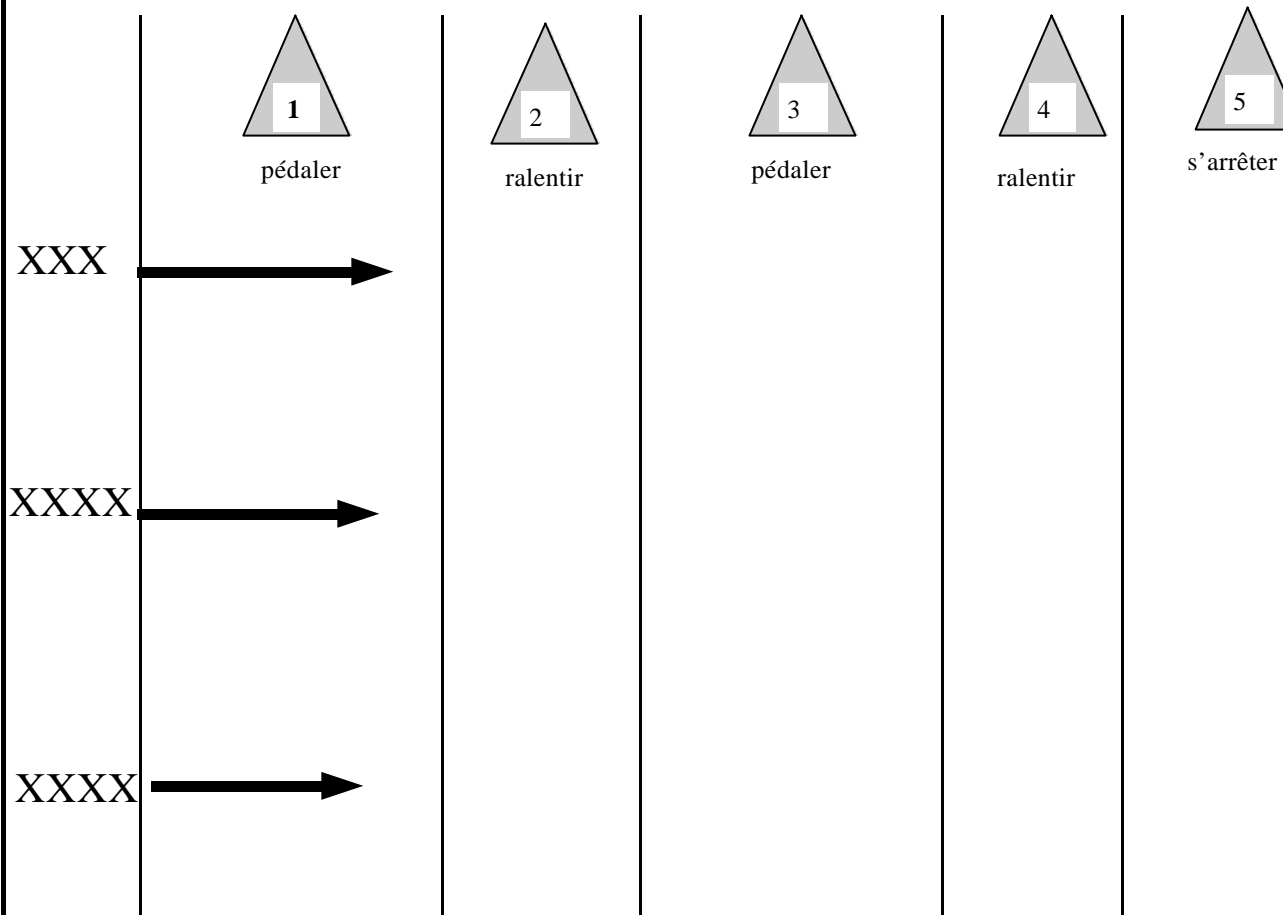 1
2
3
4
5
pédaler
ralentir
pédaler
ralentir
s’arrêter
XXX
XXXX
XXXX